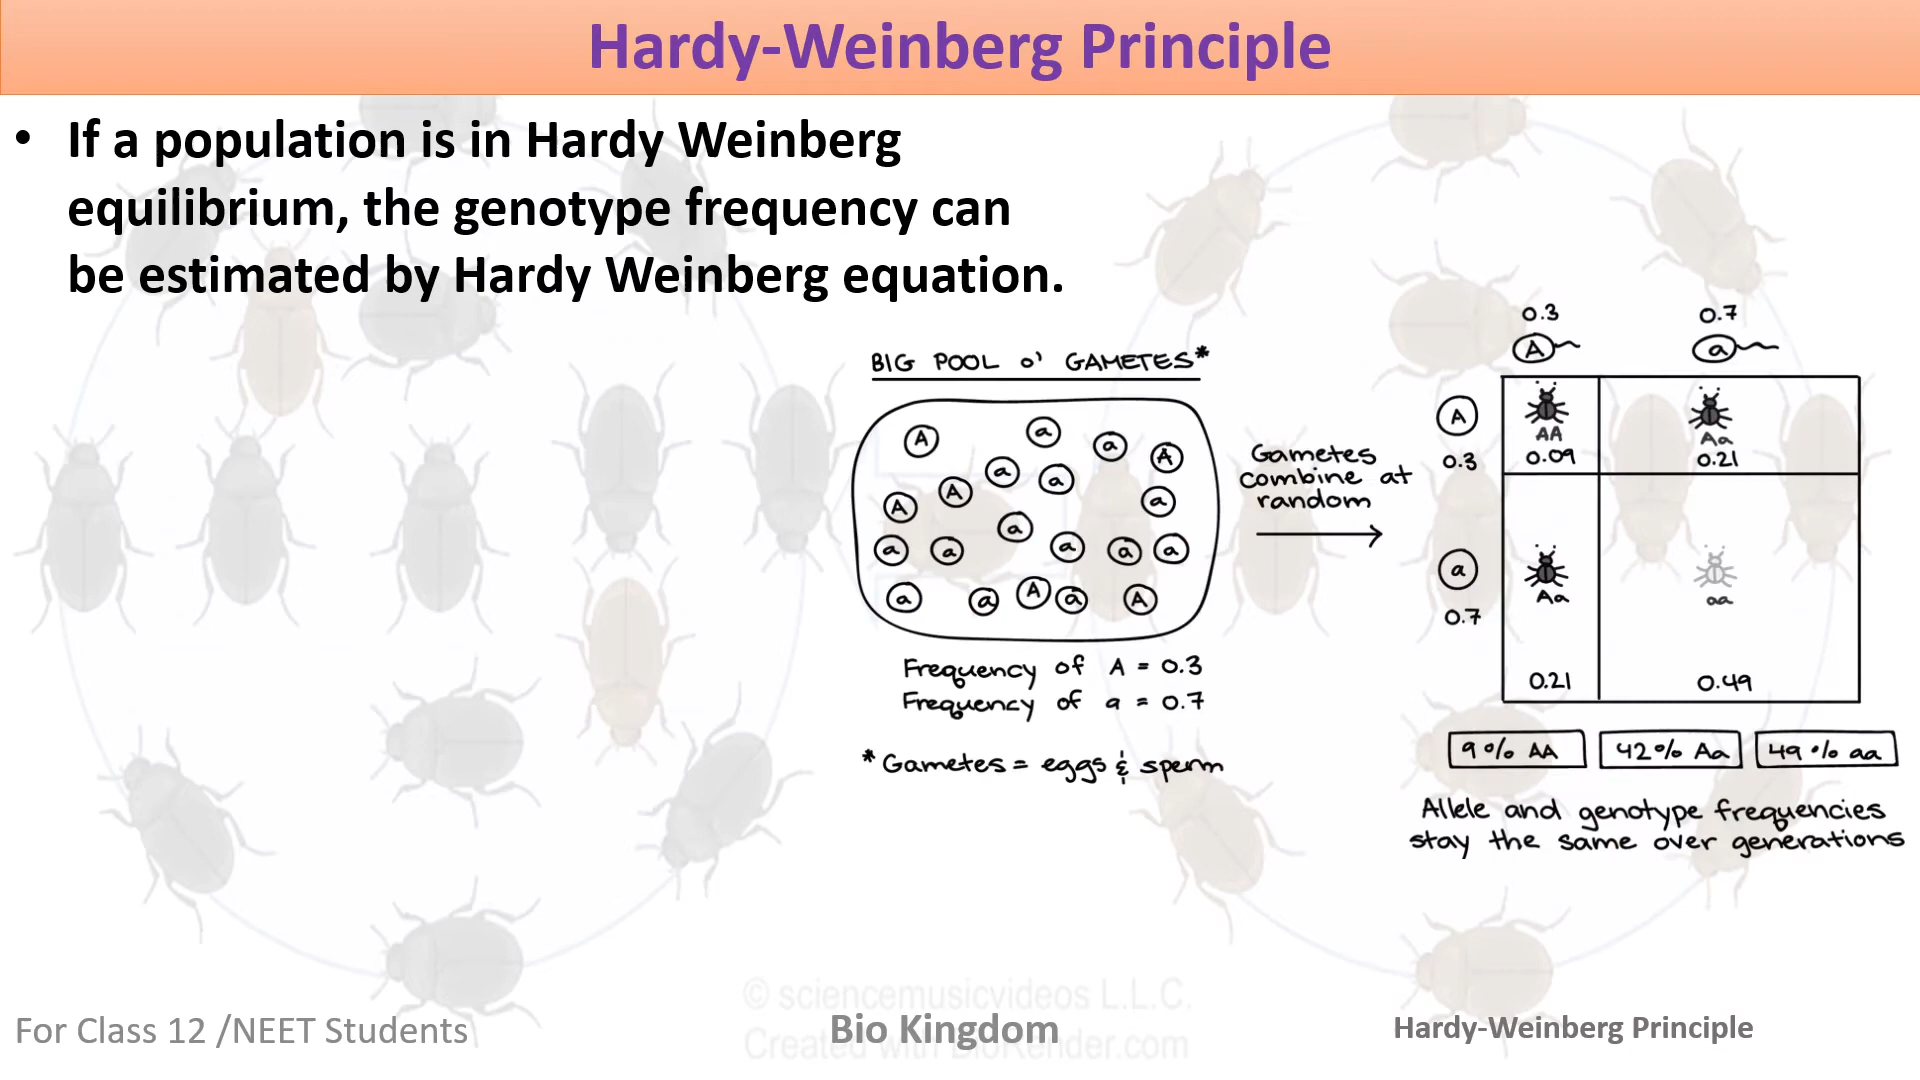 Hardy-Weinberg Principle
• If a population is in Hardy Weinberg
equilibrium, the genotype frequency can
be estimated by Hardy Weinberg equation.
BIG POOL o' GAMETES*
A
a
a
A
a
a
A
A
a
a
a
a
a
a
a
a
a
A
a
A
Frequency of A = 0.3
Frequency of a = 0.7
*Gametes = eggs & sperm
Gametes
combine at
random
0.3 0.7
A a
A
0.3
AA Aa
0.09 0.21
a
0.7
Aa aa
0.21 0.49
9% AA 42% Aa 49% aa
Allele and genotype frequencies
stay the same over generations
© sciencemusicvideos L.L.C.
Created with BioRender.com
For Class 12 /NEET Students
Bio Kingdom
Hardy-Weinberg Principle